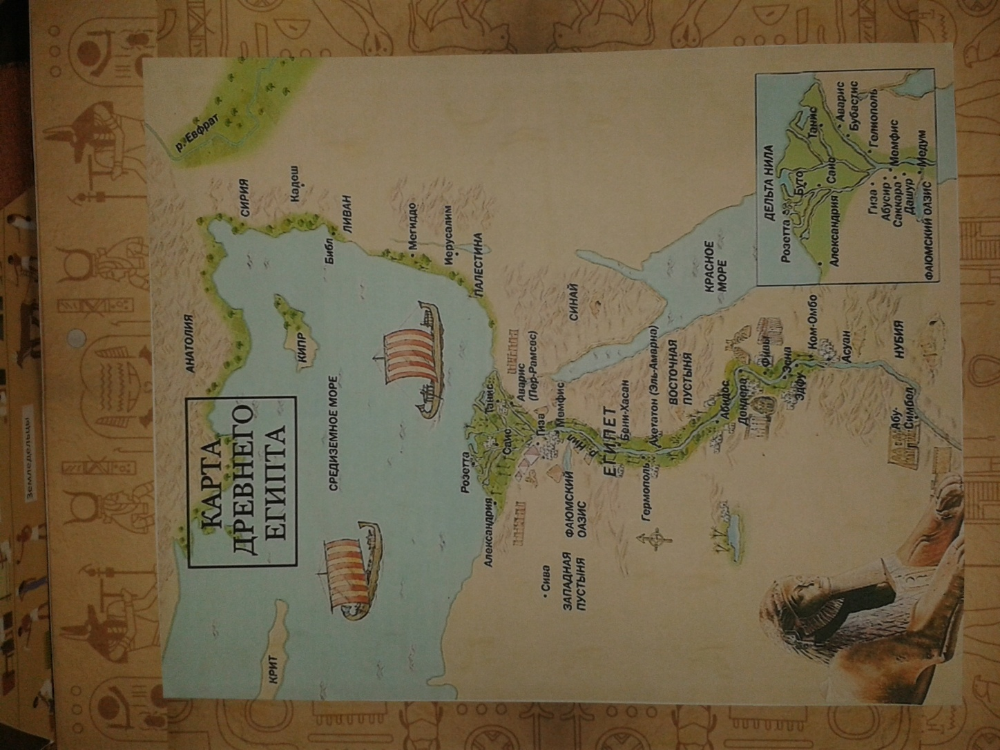 КАРТА
ДРЕВНЕГО
ЕГИПТА
АНАТОЛИЯ
р. Евфрат
СИРИЯ
Кадеш
КИПР
КРИТ
СРЕДИЗЕМНОЕ МОРЕ
Библ
ЛИВАН
Мегиддо
Иерусалим
ПАЛЕСТИНА
Розетта
Александрия
Танис
Саис
Аварис
(Пер-Рамсес)
Гиза
Мемфис
СИНАЙ
Сива
ЗАПАДНАЯ
ПУСТЫНЯ
ФАЮМСКИЙ
ОАЗИС
р. Нил
ЕГИПЕТ
Бени-Хасан
Гермополь
Ахетатон (Эль-Амарна)
ВОСТОЧНАЯ
ПУСТЫНЯ
КРАСНОЕ
МОРЕ
Абидос
Дендера
Фивы
Эсна
Эдфу
Ком-Омбо
Асуан
НУБИЯ
Абу-
Симбел
ДЕЛЬТА НИЛА
Розетта
Буто
Танис
Александрия
Саис
Аварис
Бубастис
Гелиополь
Гиза
Абусир
Мемфис
Саккара
Дашур
Медум
ФАЮМСКИЙ ОАЗИС
Земледельцы